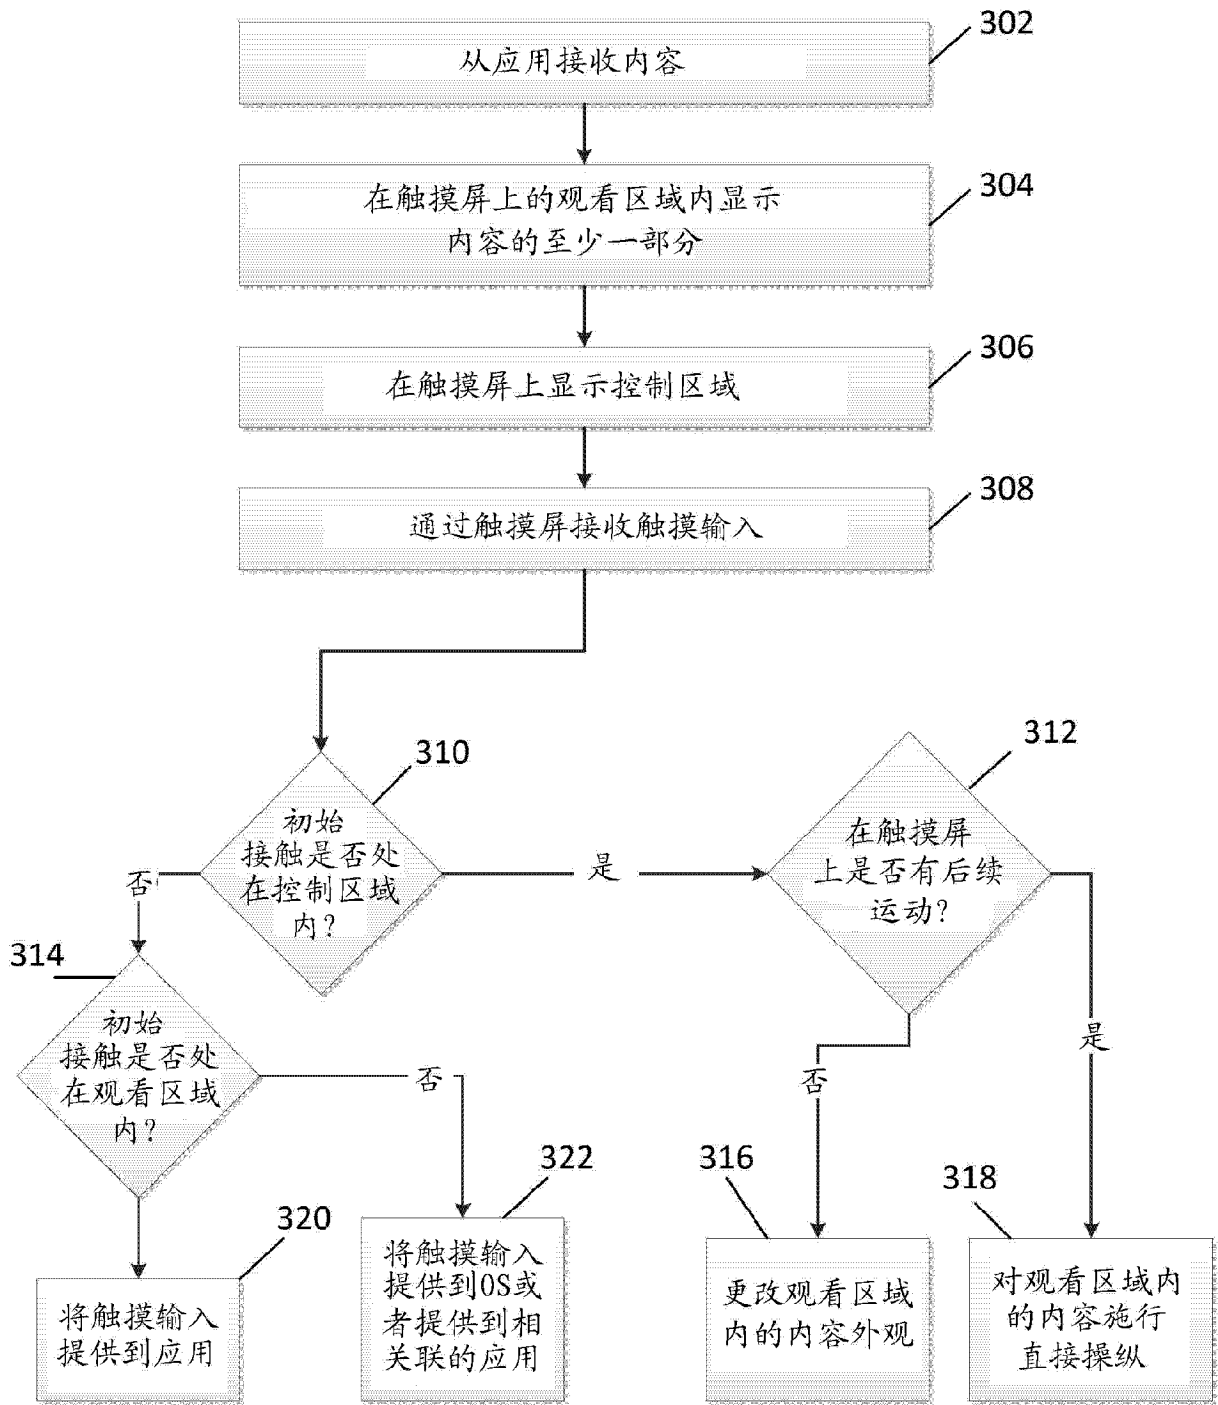 302
从应用接收内容
304
在触摸屏上的观看区域内显示
内容的至少一部分
306
在触摸屏上显示控制区域
308
通过触摸屏接收触摸输入
310
初始
接触是否处
在控制区域
内?
是
否
312
在触摸屏
上是否有后续
运动?
否
是
314
初始
接触是否处
在观看区域
内?
否
320
将触摸输入
提供到应用
322
将触摸输入
提供到OS或
者提供到相
关联的应用
316
更改观看区域
内的内容外观
318
对观看区域内
的内容施行
直接操纵